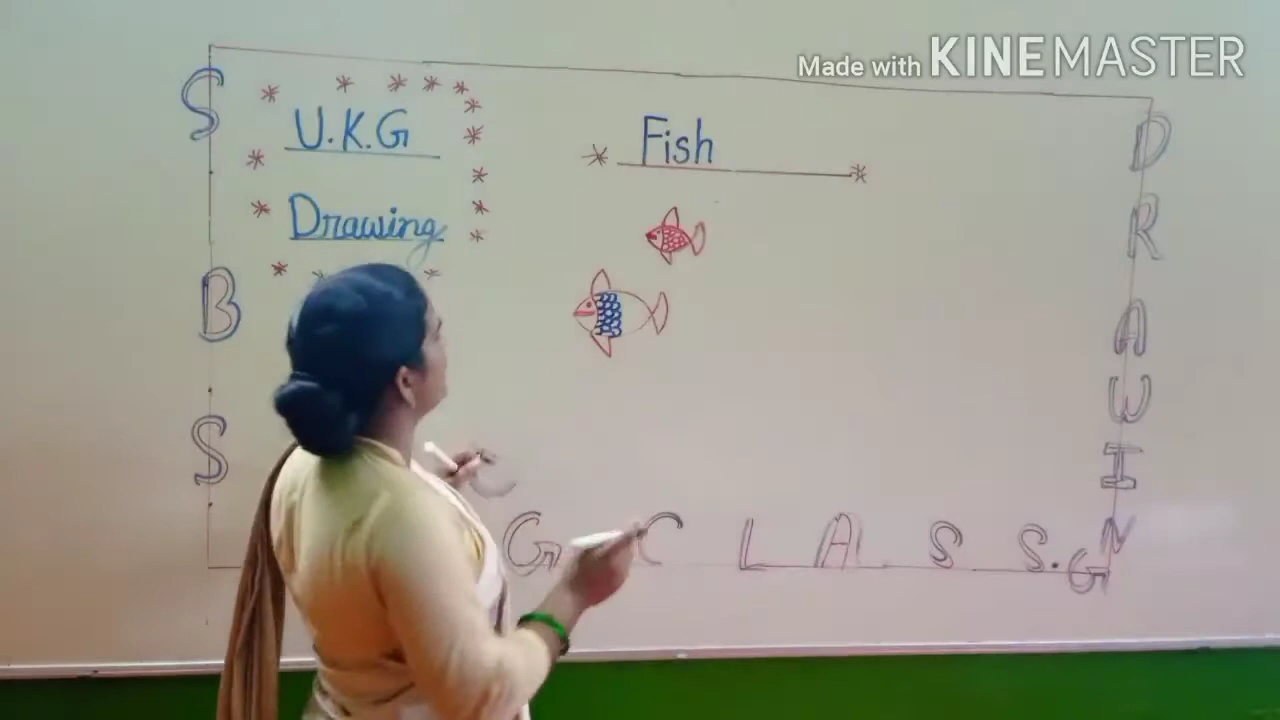 Made with KINEMASTER
S B S
U.K.G
Drawing
Fish
DRAWING
G CLASS.